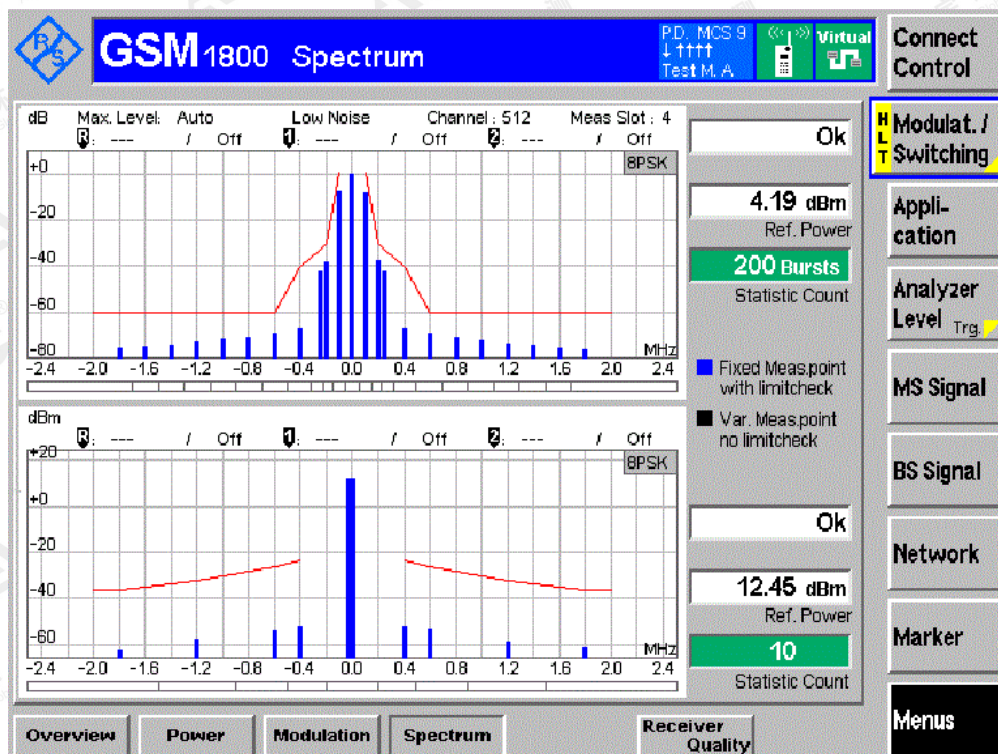 R&S
GSM 1800 Spectrum
P.D. MCS 9
↓↑↑↑↑
Test M. A.
Virtual
Connect
Control
dB Max. Level: Auto Low Noise Channel : 512 Meas Slot : 4
R: --- / Off 1: --- / Off 2: --- / Off
8PSK
+0
-20
-40
-60
-80
MHz
-2.4 -2.0 -1.6 -1.2 -0.8 -0.4 0.0 0.4 0.8 1.2 1.6 2.0 2.4
Ok
4.19 dBm
Ref. Power
200 Bursts
Statistic Count
Fixed Meas.point
with limitcheck
Var. Meas.point
no limitcheck
dBm
R: --- / Off 1: --- / Off 2: --- / Off
8PSK
+20
+0
-20
-40
-60
MHz
-2.4 -2.0 -1.6 -1.2 -0.8 -0.4 0.0 0.4 0.8 1.2 1.6 2.0 2.4
Ok
12.45 dBm
Ref. Power
10
Statistic Count
HLT
Modulat. /
Switching
Appli-
cation
Analyzer
Level Trg.
MS Signal
BS Signal
Network
Marker
Menus
Overview
Power
Modulation
Spectrum
Receiver
Quality